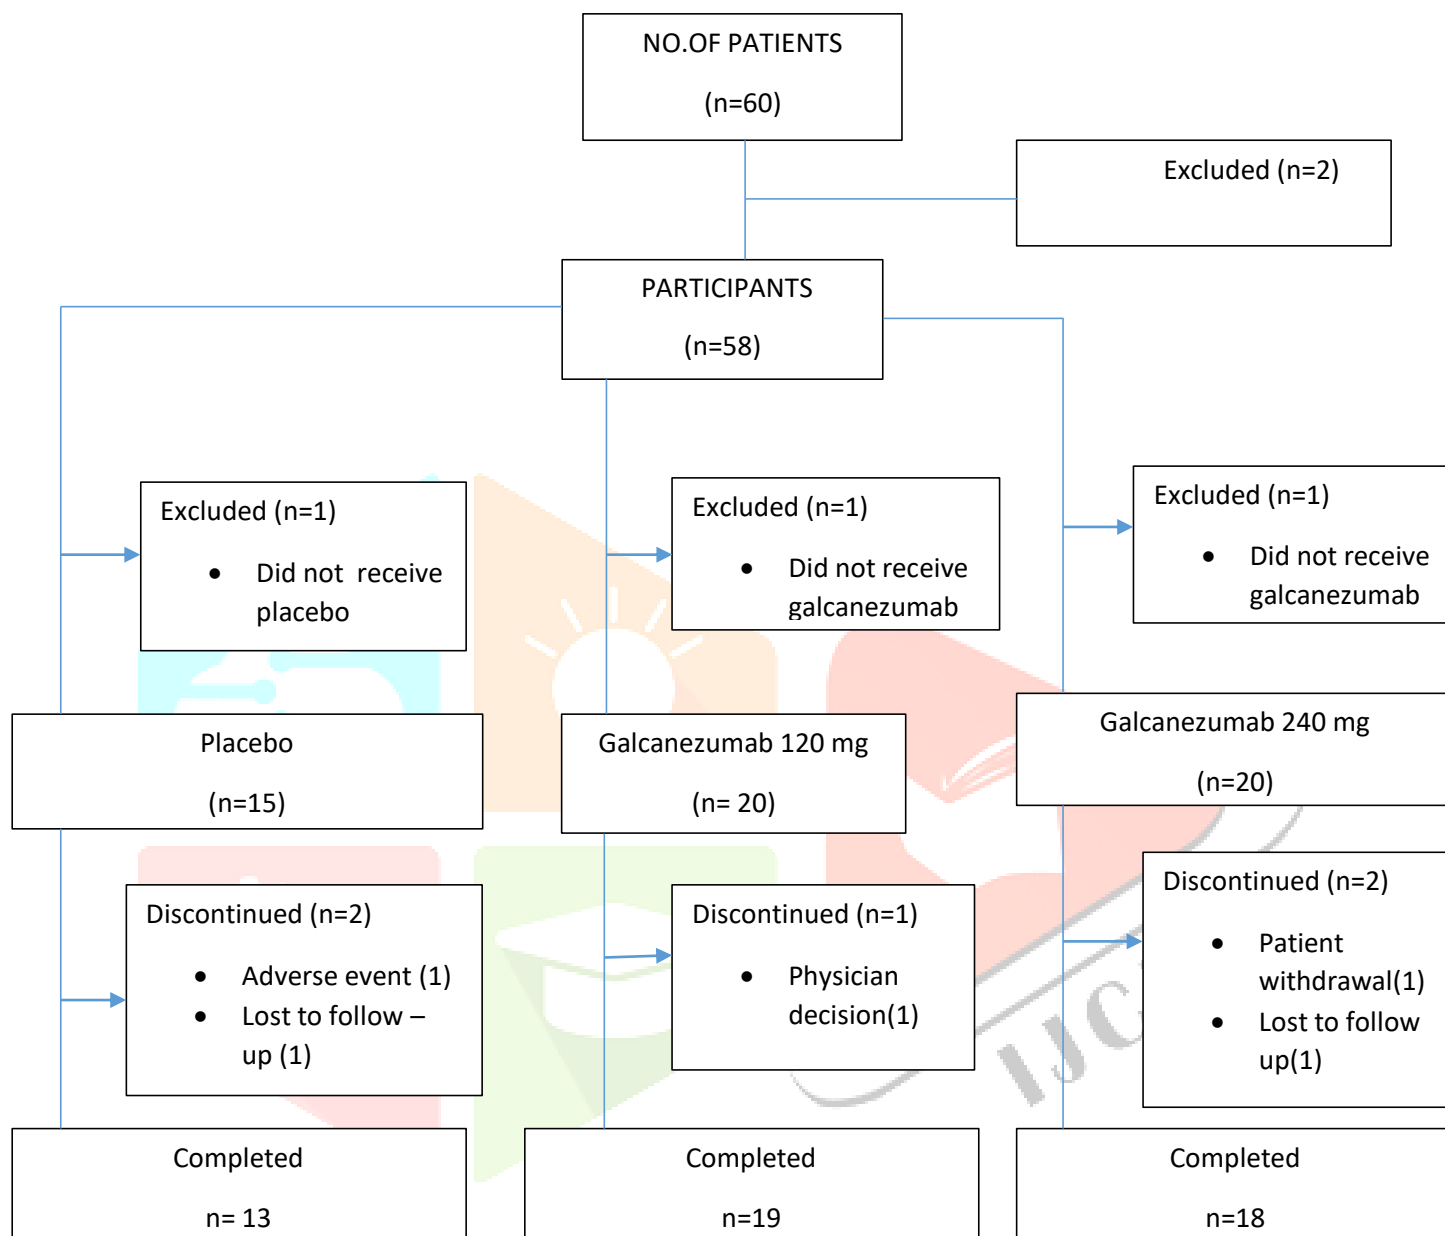 NO.OF PATIENTS
(n=60)
Excluded (n=2)
PARTICIPANTS
(n=58)
Excluded (n=1)
• Did not receive
placebo
Excluded (n=1)
• Did not receive
galcanezumab
Excluded (n=1)
• Did not receive
galcanezumab
Placebo
(n=15)
Galcanezumab 120 mg
(n= 20)
Galcanezumab 240 mg
(n=20)
Discontinued (n=2)
• Adverse event (1)
• Lost to follow –
up (1)
Discontinued (n=1)
• Physician
decision(1)
Discontinued (n=2)
• Patient
withdrawal(1)
• Lost to follow
up(1)
Completed
n= 13
Completed
n=19
Completed
n=18